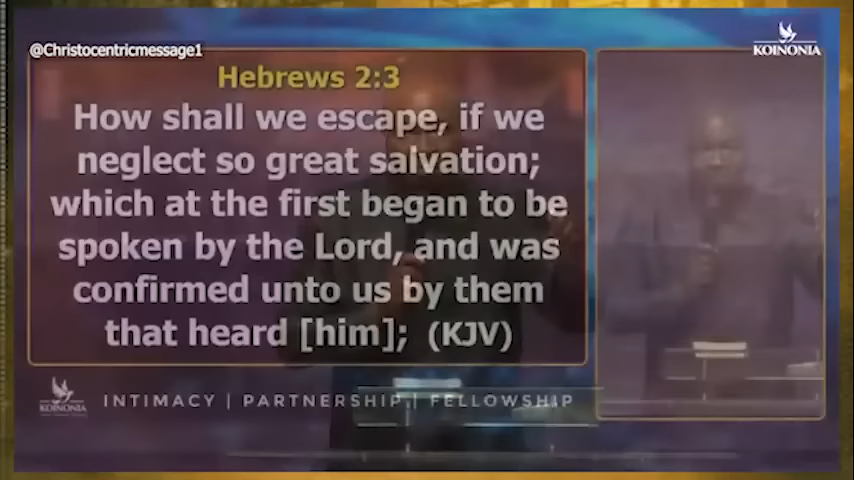 @Christocentricmessage1
KOINONIA
Hebrews 2:3
How shall we escape, if we
neglect so great salvation;
which at the first began to be
spoken by the Lord, and was
confirmed unto us by them
that heard [him]; (KJV)
KOINONIA
INTIMACY | PARTNERSHIP | FELLOWSHIP